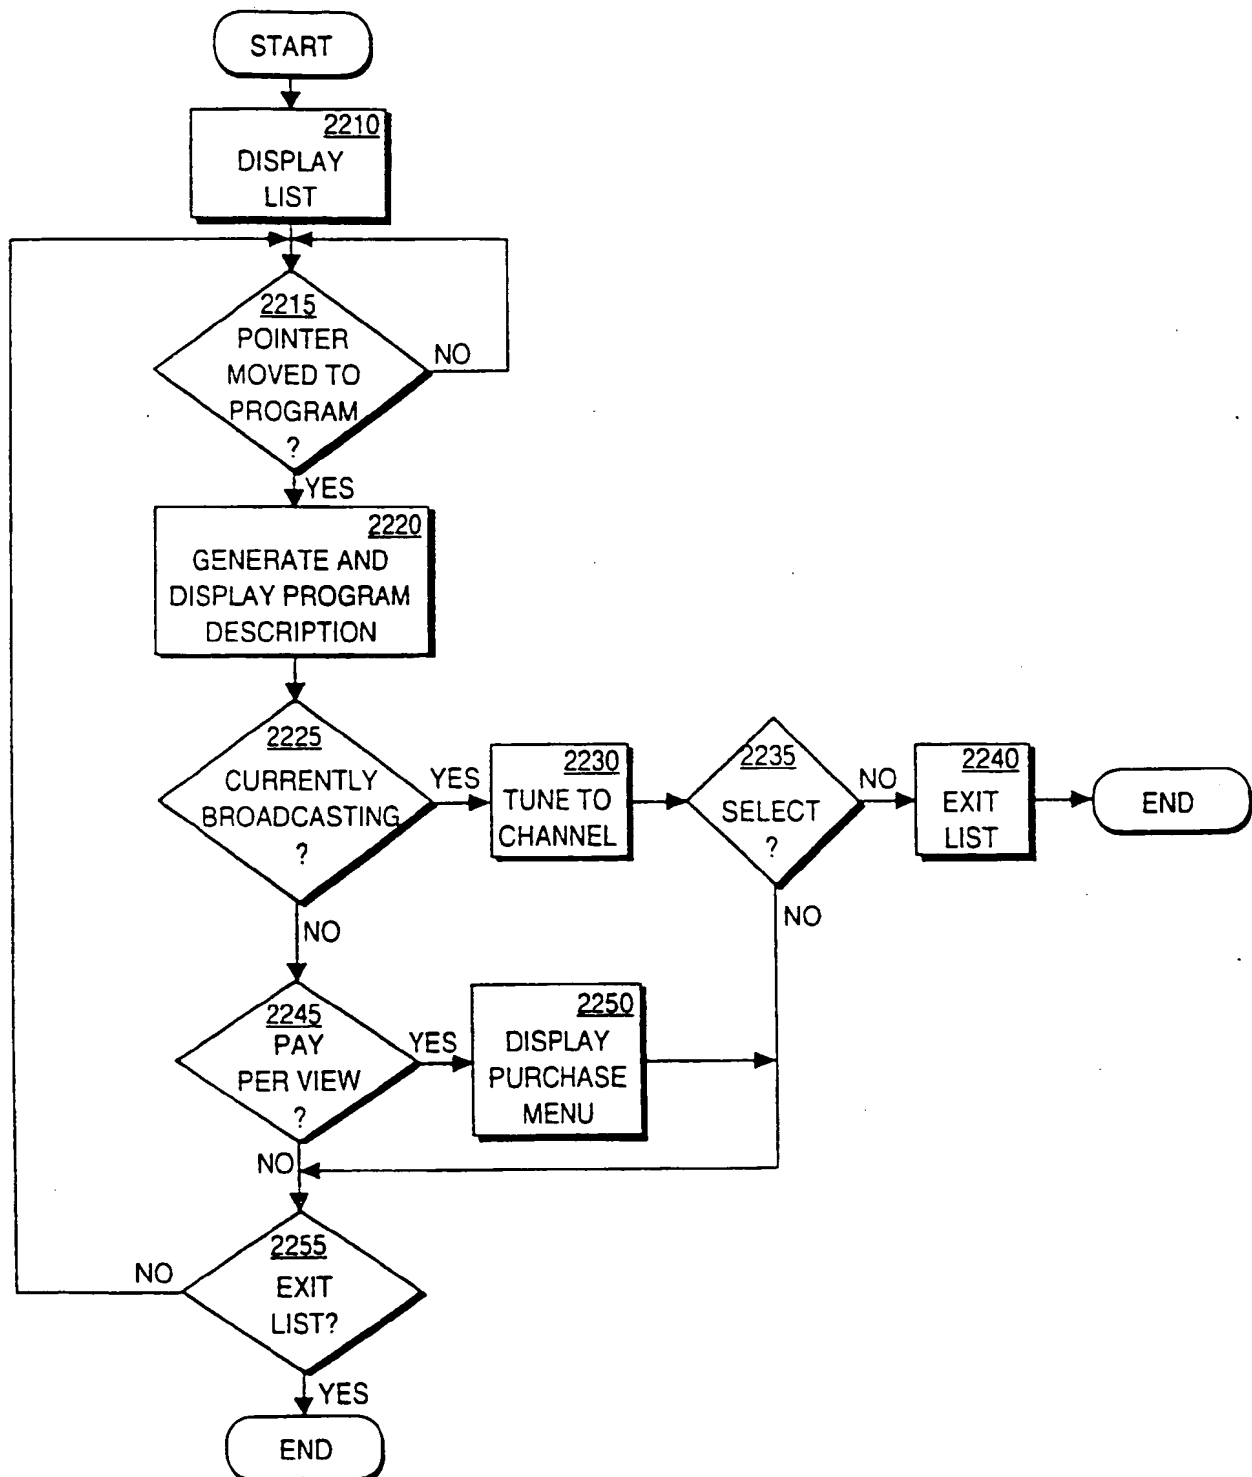 START
2210
DISPLAY
LIST
2215
POINTER
MOVED TO
PROGRAM
?
NO
YES
2220
GENERATE AND
DISPLAY PROGRAM
DESCRIPTION
2225
CURRENTLY
BROADCASTING
?
YES
2230
TUNE TO
CHANNEL
2235
SELECT
?
NO
2240
EXIT
LIST
END
NO
NO
2245
PAY
PER VIEW
?
YES
2250
DISPLAY
PURCHASE
MENU
NO
2255
EXIT
LIST?
NO
YES
END